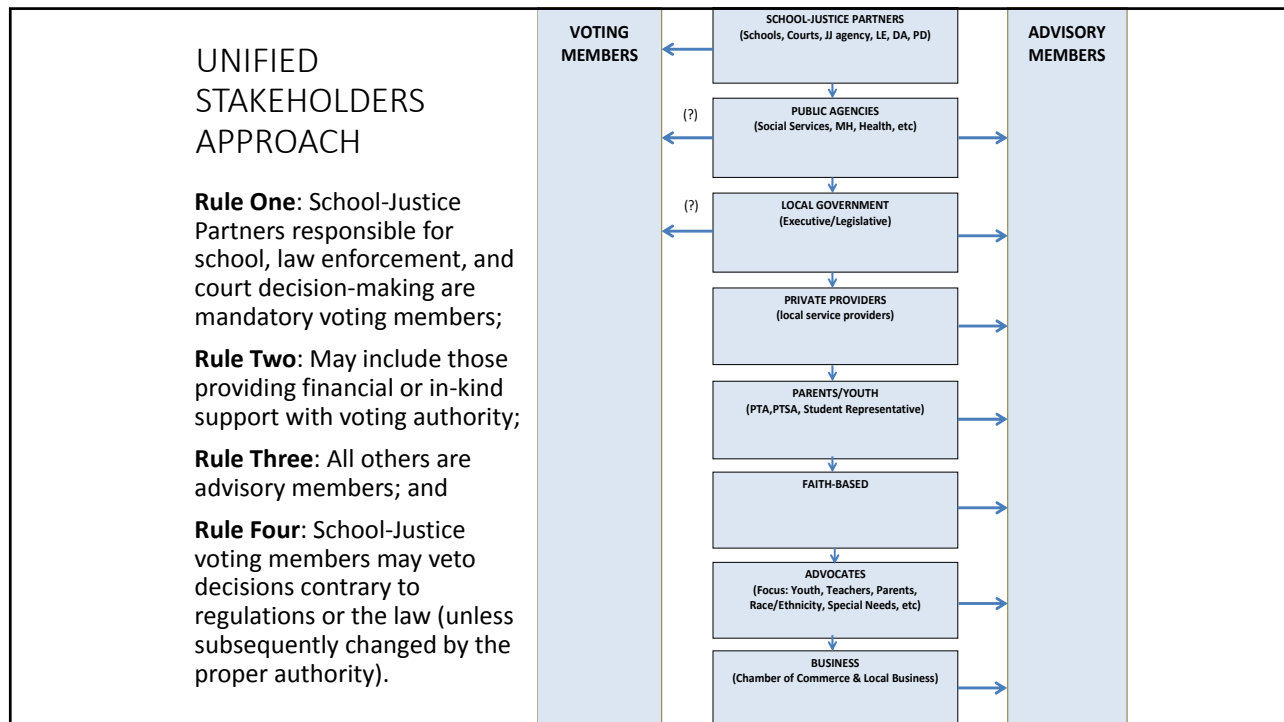 UNIFIED
STAKEHOLDERS
APPROACH
Rule One: School-Justice
Partners responsible for
school, law enforcement, and
court decision-making are
mandatory voting members;
Rule Two: May include those
providing financial or in-kind
support with voting authority;
Rule Three: All others are
advisory members; and
Rule Four: School-Justice
voting members may veto
decisions contrary to
regulations or the law (unless
subsequently changed by the
proper authority).
VOTING
MEMBERS
SCHOOL-JUSTICE PARTNERS
(Schools, Courts, JJ agency, LE, DA, PD)
(?)
PUBLIC AGENCIES
(Social Services, MH, Health, etc)
(?)
LOCAL GOVERNMENT
(Executive/Legislative)
PRIVATE PROVIDERS
(local service providers)
PARENTS/YOUTH
(PTA,PTSA, Student Representative)
FAITH-BASED
ADVOCATES
(Focus: Youth, Teachers, Parents,
Race/Ethnicity, Special Needs, etc)
BUSINESS
(Chamber of Commerce & Local Business)
ADVISORY
MEMBERS